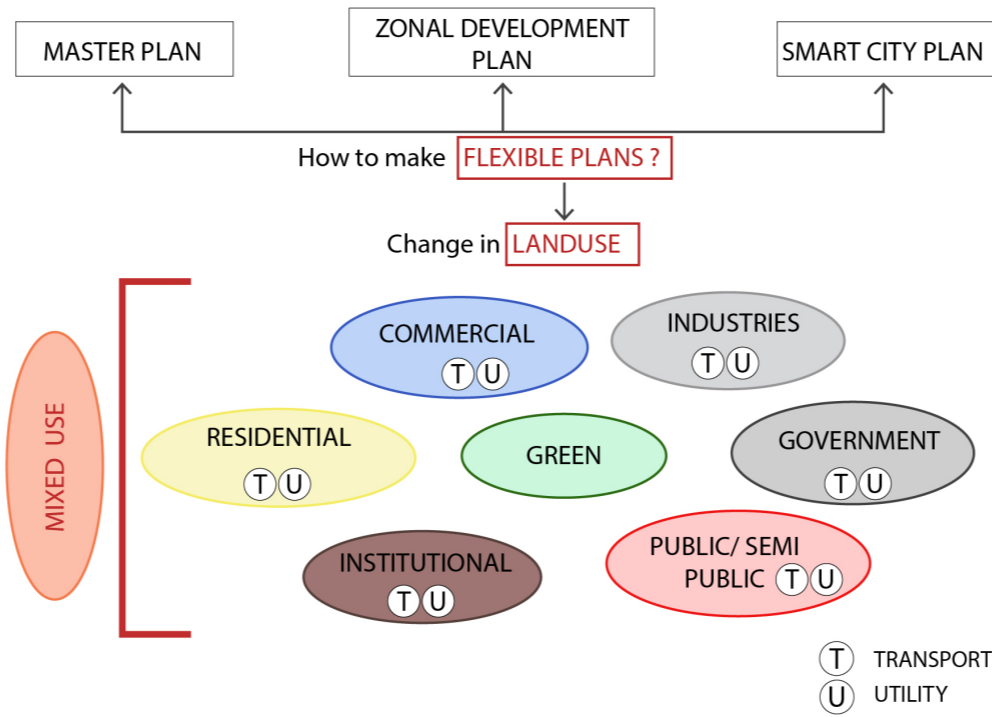 MASTER PLAN
ZONAL DEVELOPMENT
PLAN
SMART CITY PLAN
How to make FLEXIBLE PLANS ?
Change in LANDUSE
MIXED USE
COMMERCIAL
T U
INDUSTRIES
T U
RESIDENTIAL
T U
GREEN
GOVERNMENT
T U
INSTITUTIONAL
T U
PUBLIC/ SEMI
PUBLIC T U
T TRANSPORT
U UTILITY